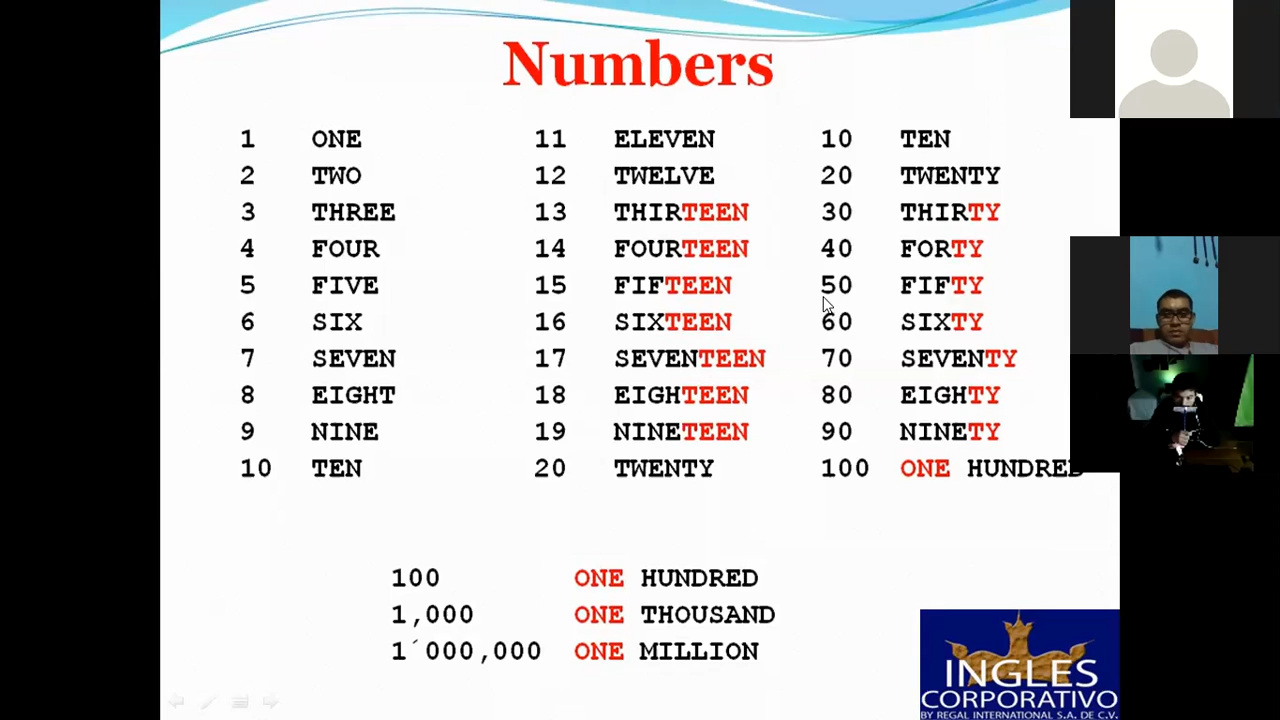 Numbers
1 ONE 11 ELEVEN 10 TEN
2 TWO 12 TWELVE 20 TWENTY
3 THREE 13 THIRTEEN 30 THIRTY
4 FOUR 14 FOURTEEN 40 FORTY
5 FIVE 15 FIFTEEN 50 FIFTY
6 SIX 16 SIXTEEN 60 SIXTY
7 SEVEN 17 SEVENTEEN 70 SEVENTY
8 EIGHT 18 EIGHTEEN 80 EIGHTY
9 NINE 19 NINETEEN 90 NINETY
10 TEN 20 TWENTY 100 ONE HUNDRED
100 ONE HUNDRED
1,000 ONE THOUSAND
1´000,000 ONE MILLION
INGLES
CORPORATIVO
BY REGAL INTERNATIONAL S.A. DE C.V.